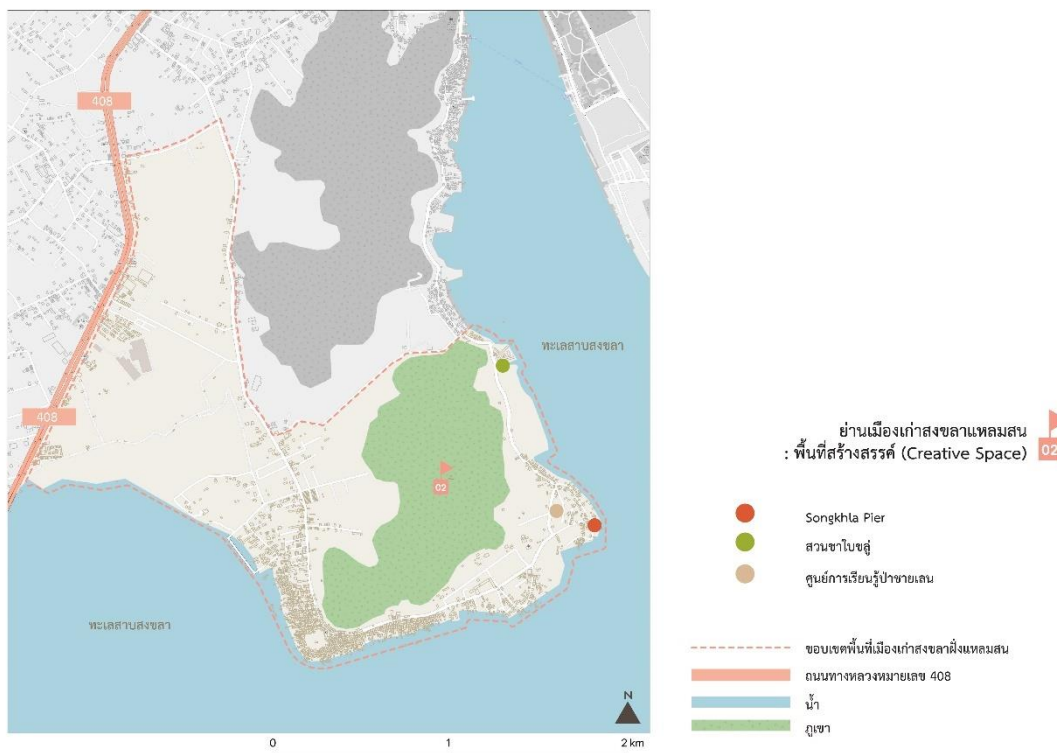 408
ทะเลสาบสงขลา
408
02
ทะเลสาบสงขลา
N
0 1 2 km
ย่านเมืองเก่าสงขลาแหลมสน
: พื้นที่สร้างสรรค์ (Creative Space)
02
Songkhla Pier
สวนชาใบขลู่
ศูนย์การเรียนรู้ป่าชายเลน
ขอบเขตพื้นที่เมืองเก่าสงขลาฝั่งแหลมสน
ถนนทางหลวงหมายเลข 408
น้ำ
ภูเขา